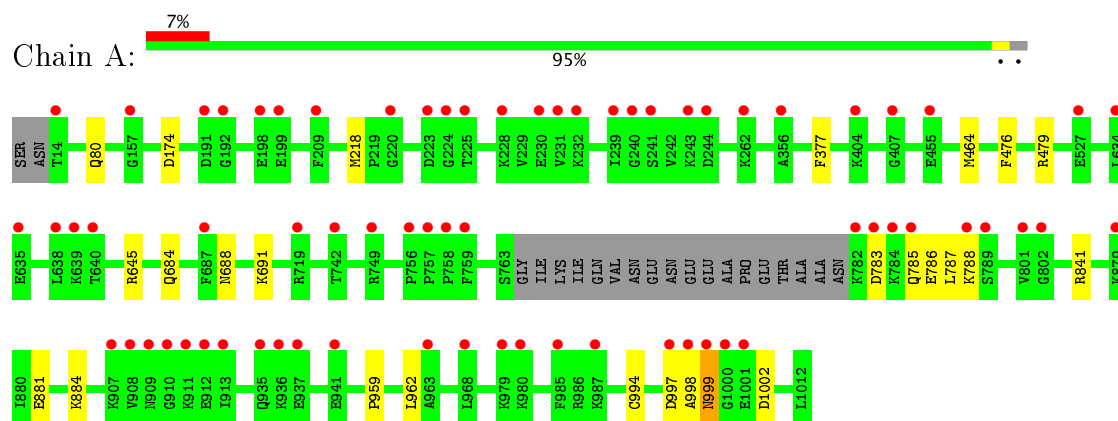 7%
Chain A:
95%
SER ASN T14 G157 Q80 D174 D191 G192 E198 E199 F209 M218 P219 G220 D223 G224 T225 K228 V229 E230 V231 K232 I239 G240 S241 V242 K243 D244 K262 A356 F377 K404 G407 E455 M464 F476 R479 E527
E635 L638 K639 T640 R645 Q684 F687 N688 K691 R719 T742 R749 P756 P757 P758 F759 S763 GLY ILE LYS ILE GLN VAL ASN GLU ASN GLU GLU ALA PRO GLU THR ALA ALA ASN K782 D783 K784 Q785 E786 L787 K788 S789 V801 G802 R841
I880 E881 K884 K907 V908 N909 G910 K911 E912 I913 Q935 K936 E937 E941 P959 L962 A963 L968 K979 K980 F985 R986 K987 C994 D997 A998 N999 G1000 E1001 D1002 L1012